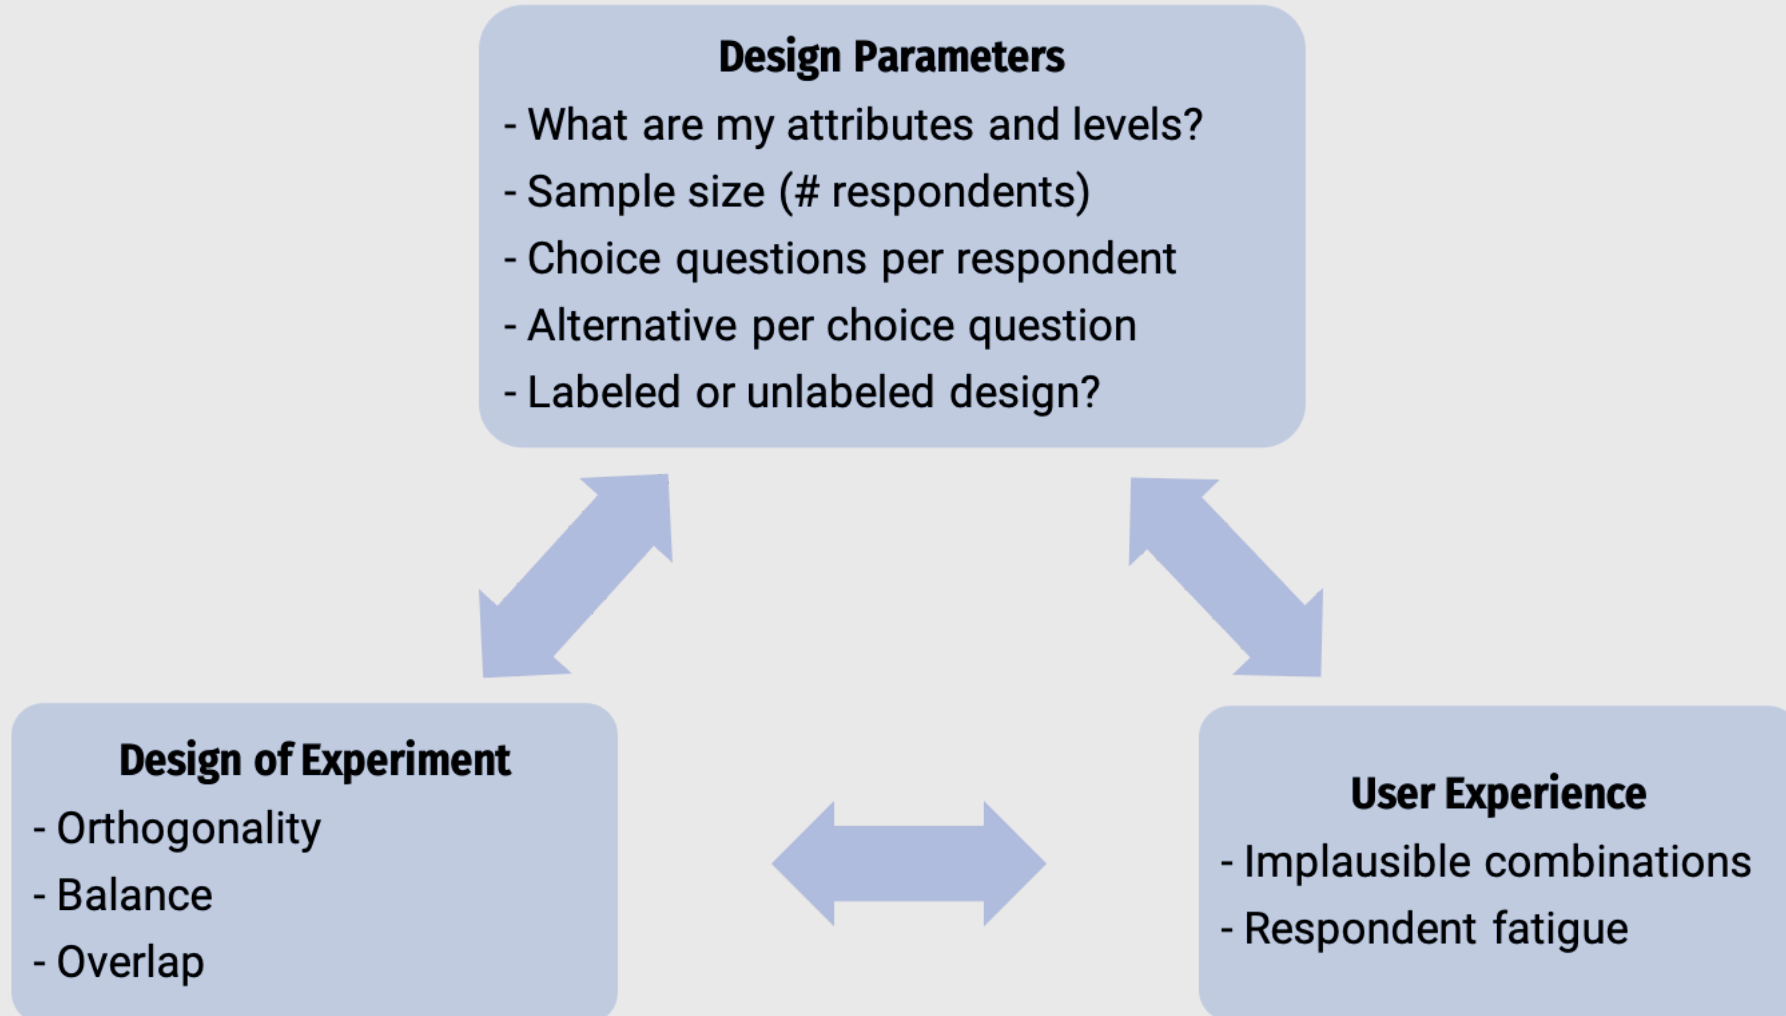 Design Parameters
- What are my attributes and levels?
- Sample size (# respondents)
- Choice questions per respondent
- Alternative per choice question
- Labeled or unlabeled design?
Design of Experiment
- Orthogonality
- Balance
- Overlap
User Experience
- Implausible combinations
- Respondent fatigue